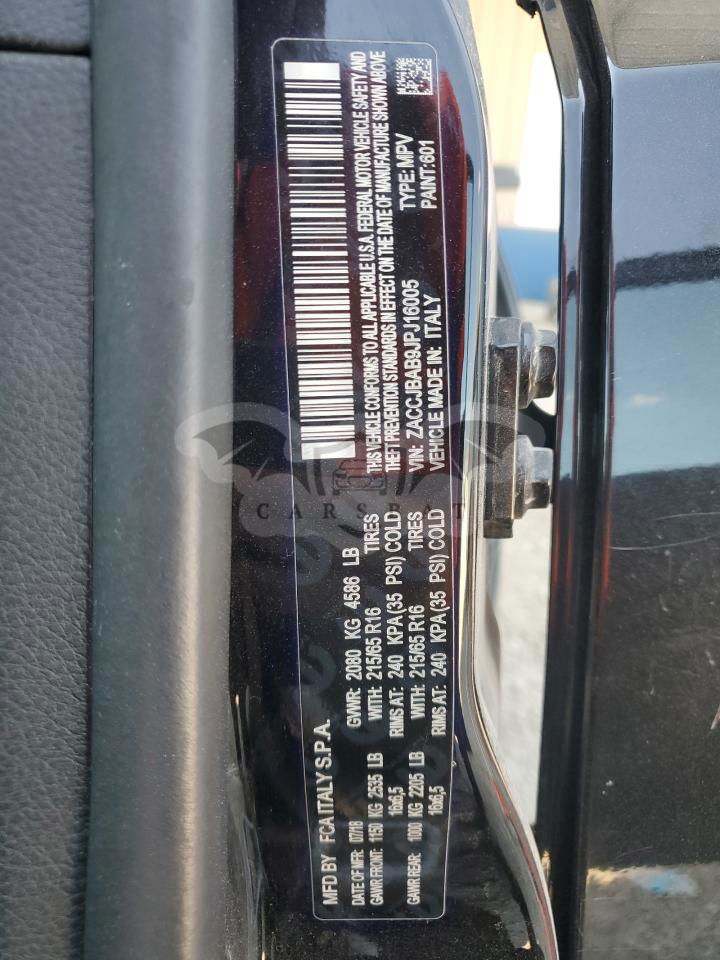 MFD BY FCA ITALY S.P.A.
DATE OF MFR 07/18 GVWR: 2080 KG 4586 LB
GAWR FRONT: 1150 KG 2535 LB WITH: 215/65 R16 TIRES
16x6,5 RIMS AT: 240 KPA(35 PSI) COLD
GAWR REAR: 1000 KG 2205 LB WITH: 215/65 R16 TIRES
16x6,5 RIMS AT: 240 KPA(35 PSI) COLD
THIS VEHICLE CONFORMS TO ALL APPLICABLE U.S.A. FEDERAL MOTOR VEHICLE SAFETY AND
THEFT PREVENTION STANDARDS IN EFFECT ON THE DATE OF MANUFACTURE SHOWN ABOVE
VIN: ZACCJBAB9JPJ16005 TYPE: MPV
VEHICLE MADE IN: ITALY PAINT:601
CARSBAT